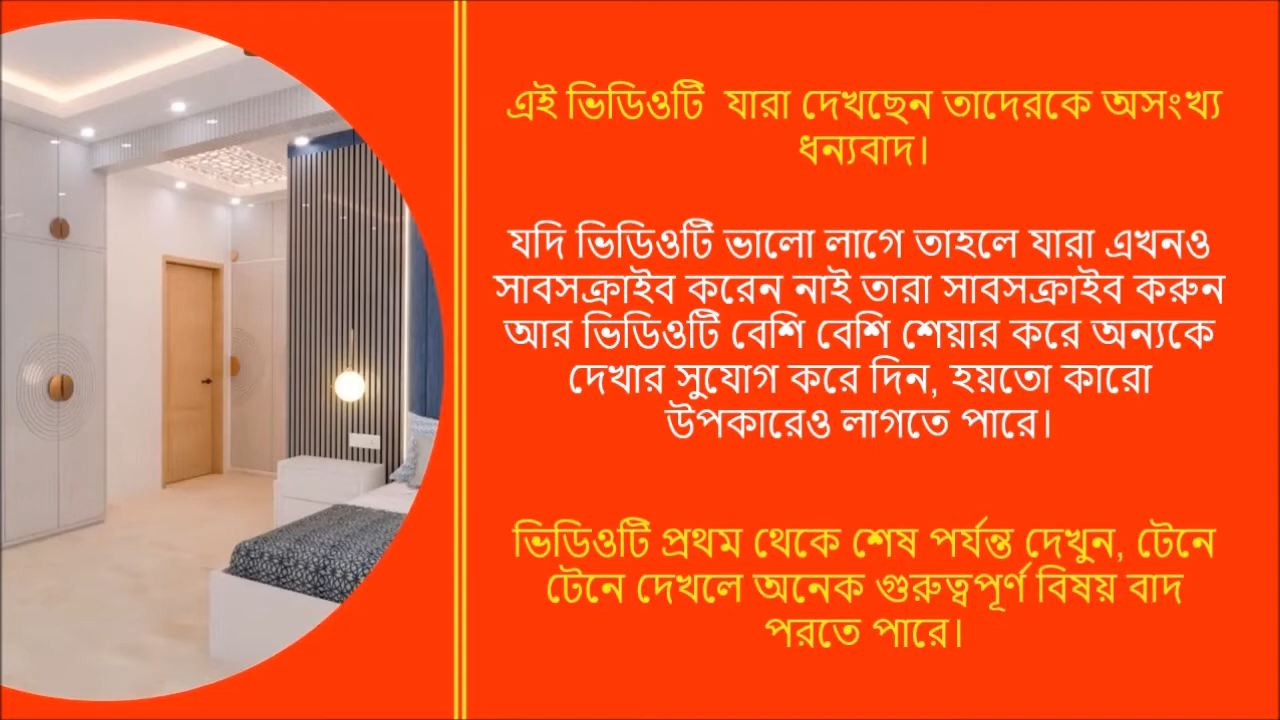 এই ভিডিওটি যারা দেখছেন তাদেরকে অসংখ্য
ধন্যবাদ।
যদি ভিডিওটি ভালো লাগে তাহলে যারা এখনও
সাবসক্রাইব করেন নাই তারা সাবসক্রাইব করুন
আর ভিডিওটি বেশি বেশি শেয়ার করে অন্যকে
দেখার সুযোগ করে দিন, হয়তো কারো
উপকারেও লাগতে পারে।
ভিডিওটি প্রথম থেকে শেষ পর্যন্ত দেখুন, টেনে
টেনে দেখলে অনেক গুরুত্বপূর্ণ বিষয় বাদ
পরতে পারে।